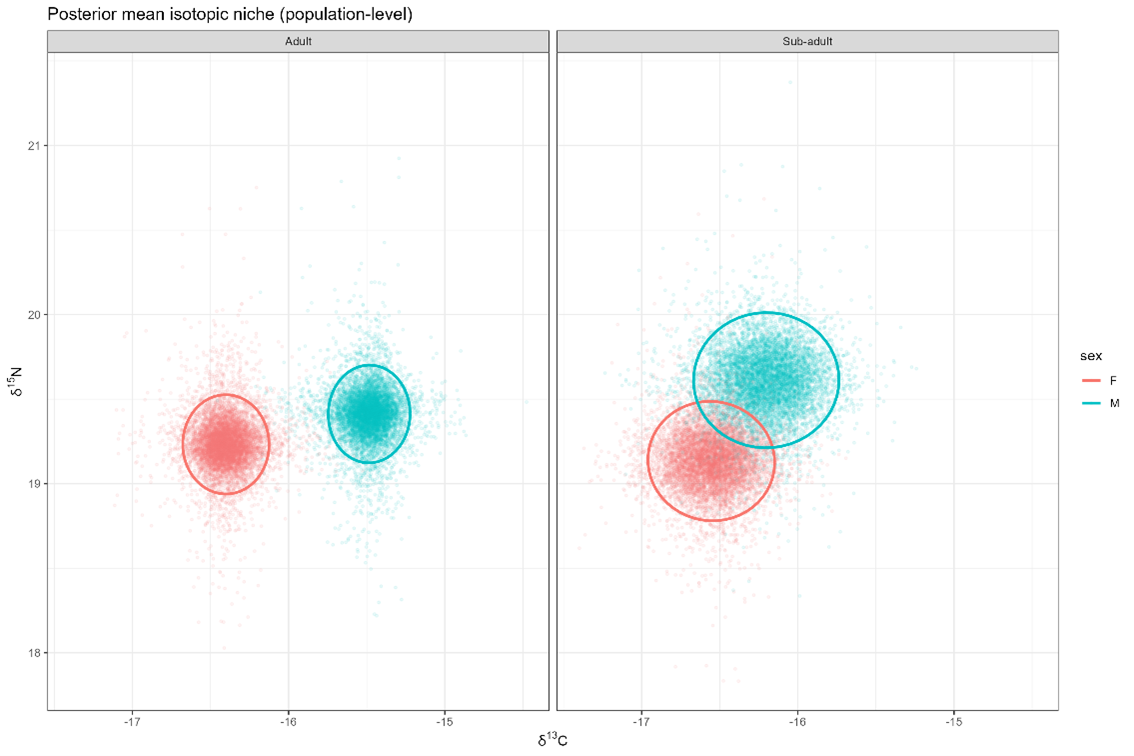 Posterior mean isotopic niche (population-level)
Adult
Sub-adult
21
20
19
18
δ¹⁵N
-17
-16
-15
-17
-16
-15
δ¹³C
sex
F
M